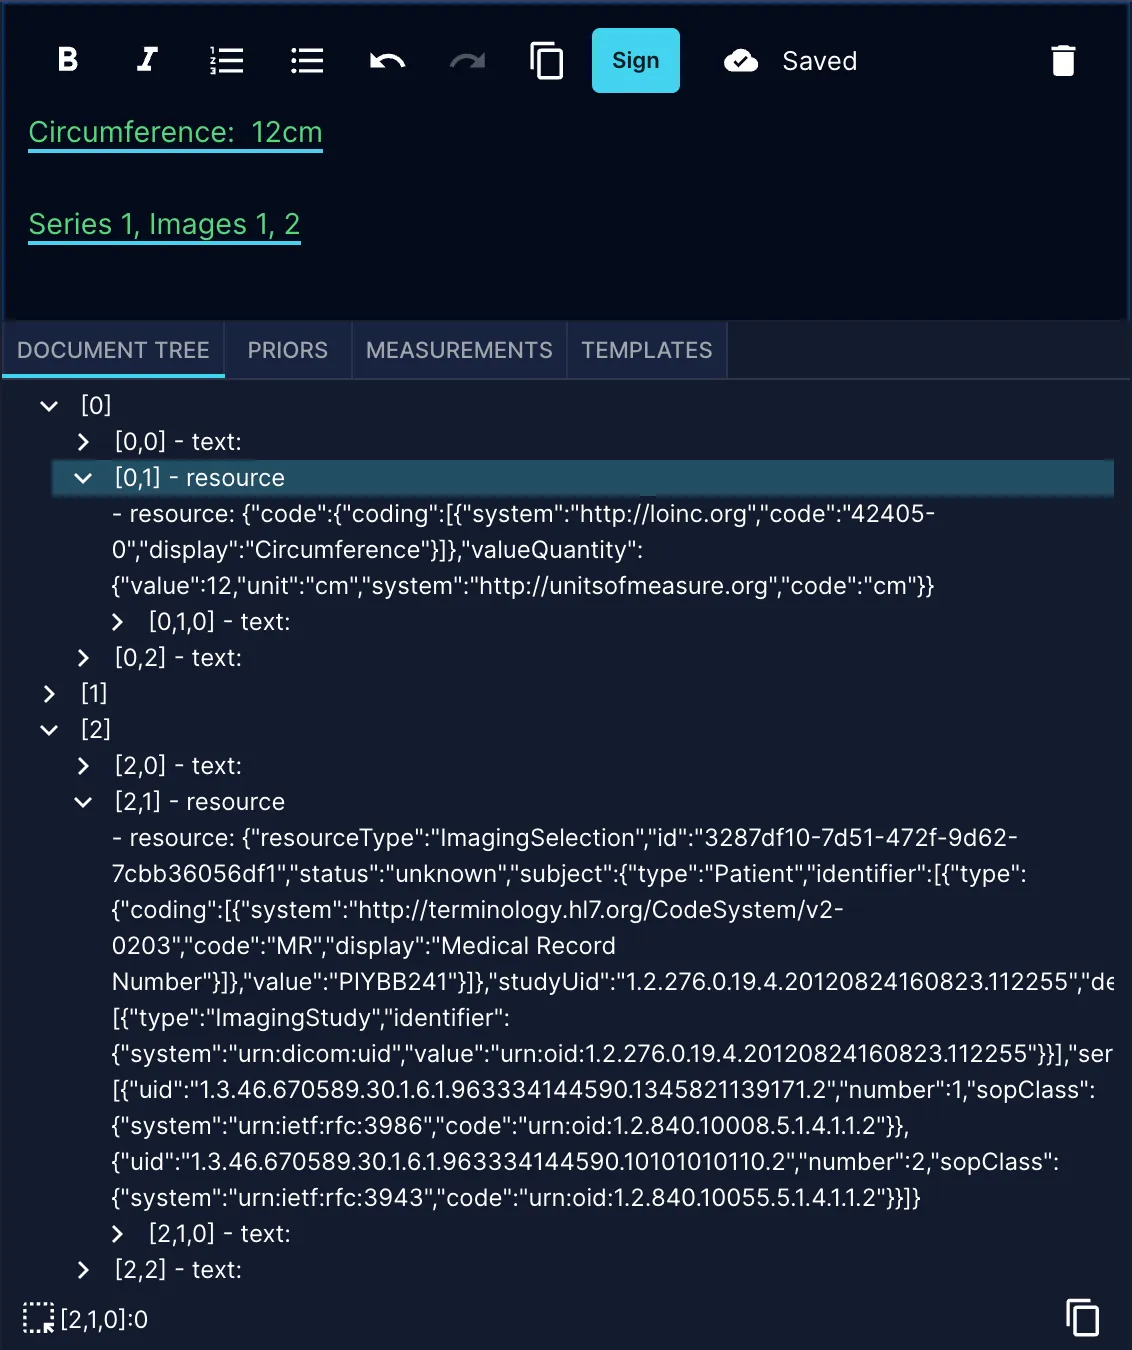 B I Sign Saved
Circumference: 12cm
Series 1, Images 1, 2
DOCUMENT TREE PRIORS MEASUREMENTS TEMPLATES
[0]
[0,0] - text:
[0,1] - resource
- resource: {"code":{"coding":[{"system":"http://loinc.org","code":"42405-
0","display":"Circumference"}]},"valueQuantity":
{"value":12,"unit":"cm","system":"http://unitsofmeasure.org","code":"cm"}}
[0,1,0] - text:
[0,2] - text:
[1]
[2]
[2,0] - text:
[2,1] - resource
- resource: {"resourceType":"ImagingSelection","id":"3287df10-7d51-472f-9d62-
7cbb36056df1","status":"unknown","subject":{"type":"Patient","identifier":[{"type":
{"coding":[{"system":"http://terminology.hl7.org/CodeSystem/v2-
0203","code":"MR","display":"Medical Record
Number"}]},"value":"PIYBB241"}]},"studyUid":"1.2.276.0.19.4.20120824160823.112255","de
[{"type":"ImagingStudy","identifier":
{"system":"urn:dicom:uid","value":"urn:oid:1.2.276.0.19.4.20120824160823.112255"}}],"ser
[{"uid":"1.3.46.670589.30.1.6.1.963334144590.1345821139171.2","number":1,"sopClass":
{"system":"urn:ietf:rfc:3986","code":"urn:oid:1.2.840.10008.5.1.4.1.1.2"}},
{"uid":"1.3.46.670589.30.1.6.1.963334144590.10101010110.2","number":2,"sopClass":
{"system":"urn:ietf:rfc:3943","code":"urn:oid:1.2.840.10055.5.1.4.1.1.2"}}]}
[2,1,0] - text:
[2,2] - text:
[2,1,0]:0